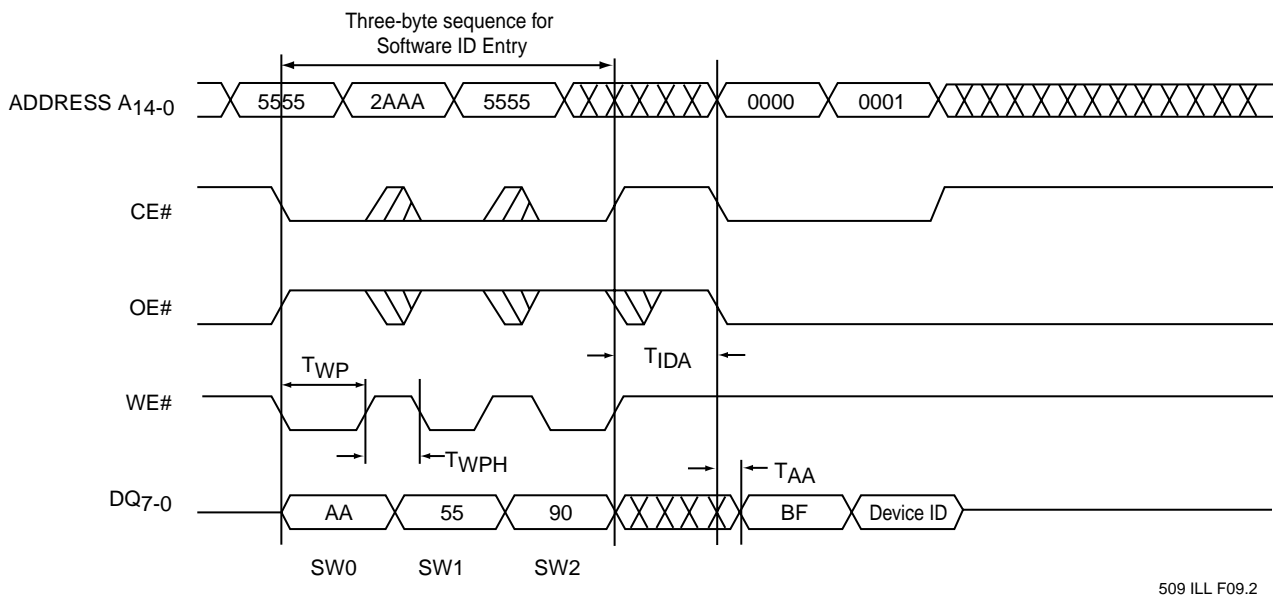 Three-byte sequence for
Software ID Entry
ADDRESS A14-0
5555 2AAA 5555 0000 0001
CE#
OE#
TIDA
TWP
WE#
TWPH
TAA
DQ7-0
AA 55 90 BF Device ID
SW0 SW1 SW2
509 ILL F09.2